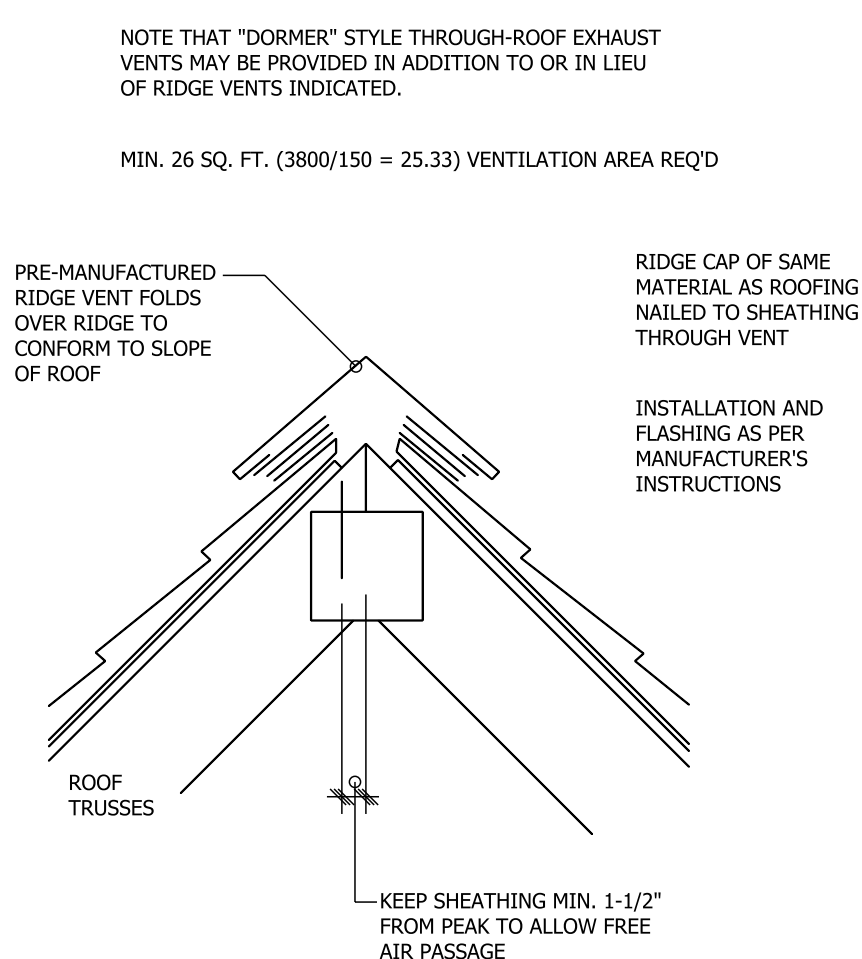 NOTE THAT "DORMER" STYLE THROUGH-ROOF EXHAUST
VENTS MAY BE PROVIDED IN ADDITION TO OR IN LIEU
OF RIDGE VENTS INDICATED.
MIN. 26 SQ. FT. (3800/150 = 25.33) VENTILATION AREA REQ'D
PRE-MANUFACTURED
RIDGE VENT FOLDS
OVER RIDGE TO
CONFORM TO SLOPE
OF ROOF
RIDGE CAP OF SAME
MATERIAL AS ROOFING
NAILED TO SHEATHING
THROUGH VENT
INSTALLATION AND
FLASHING AS PER
MANUFACTURER'S
INSTRUCTIONS
ROOF
TRUSSES
KEEP SHEATHING MIN. 1-1/2"
FROM PEAK TO ALLOW FREE
AIR PASSAGE